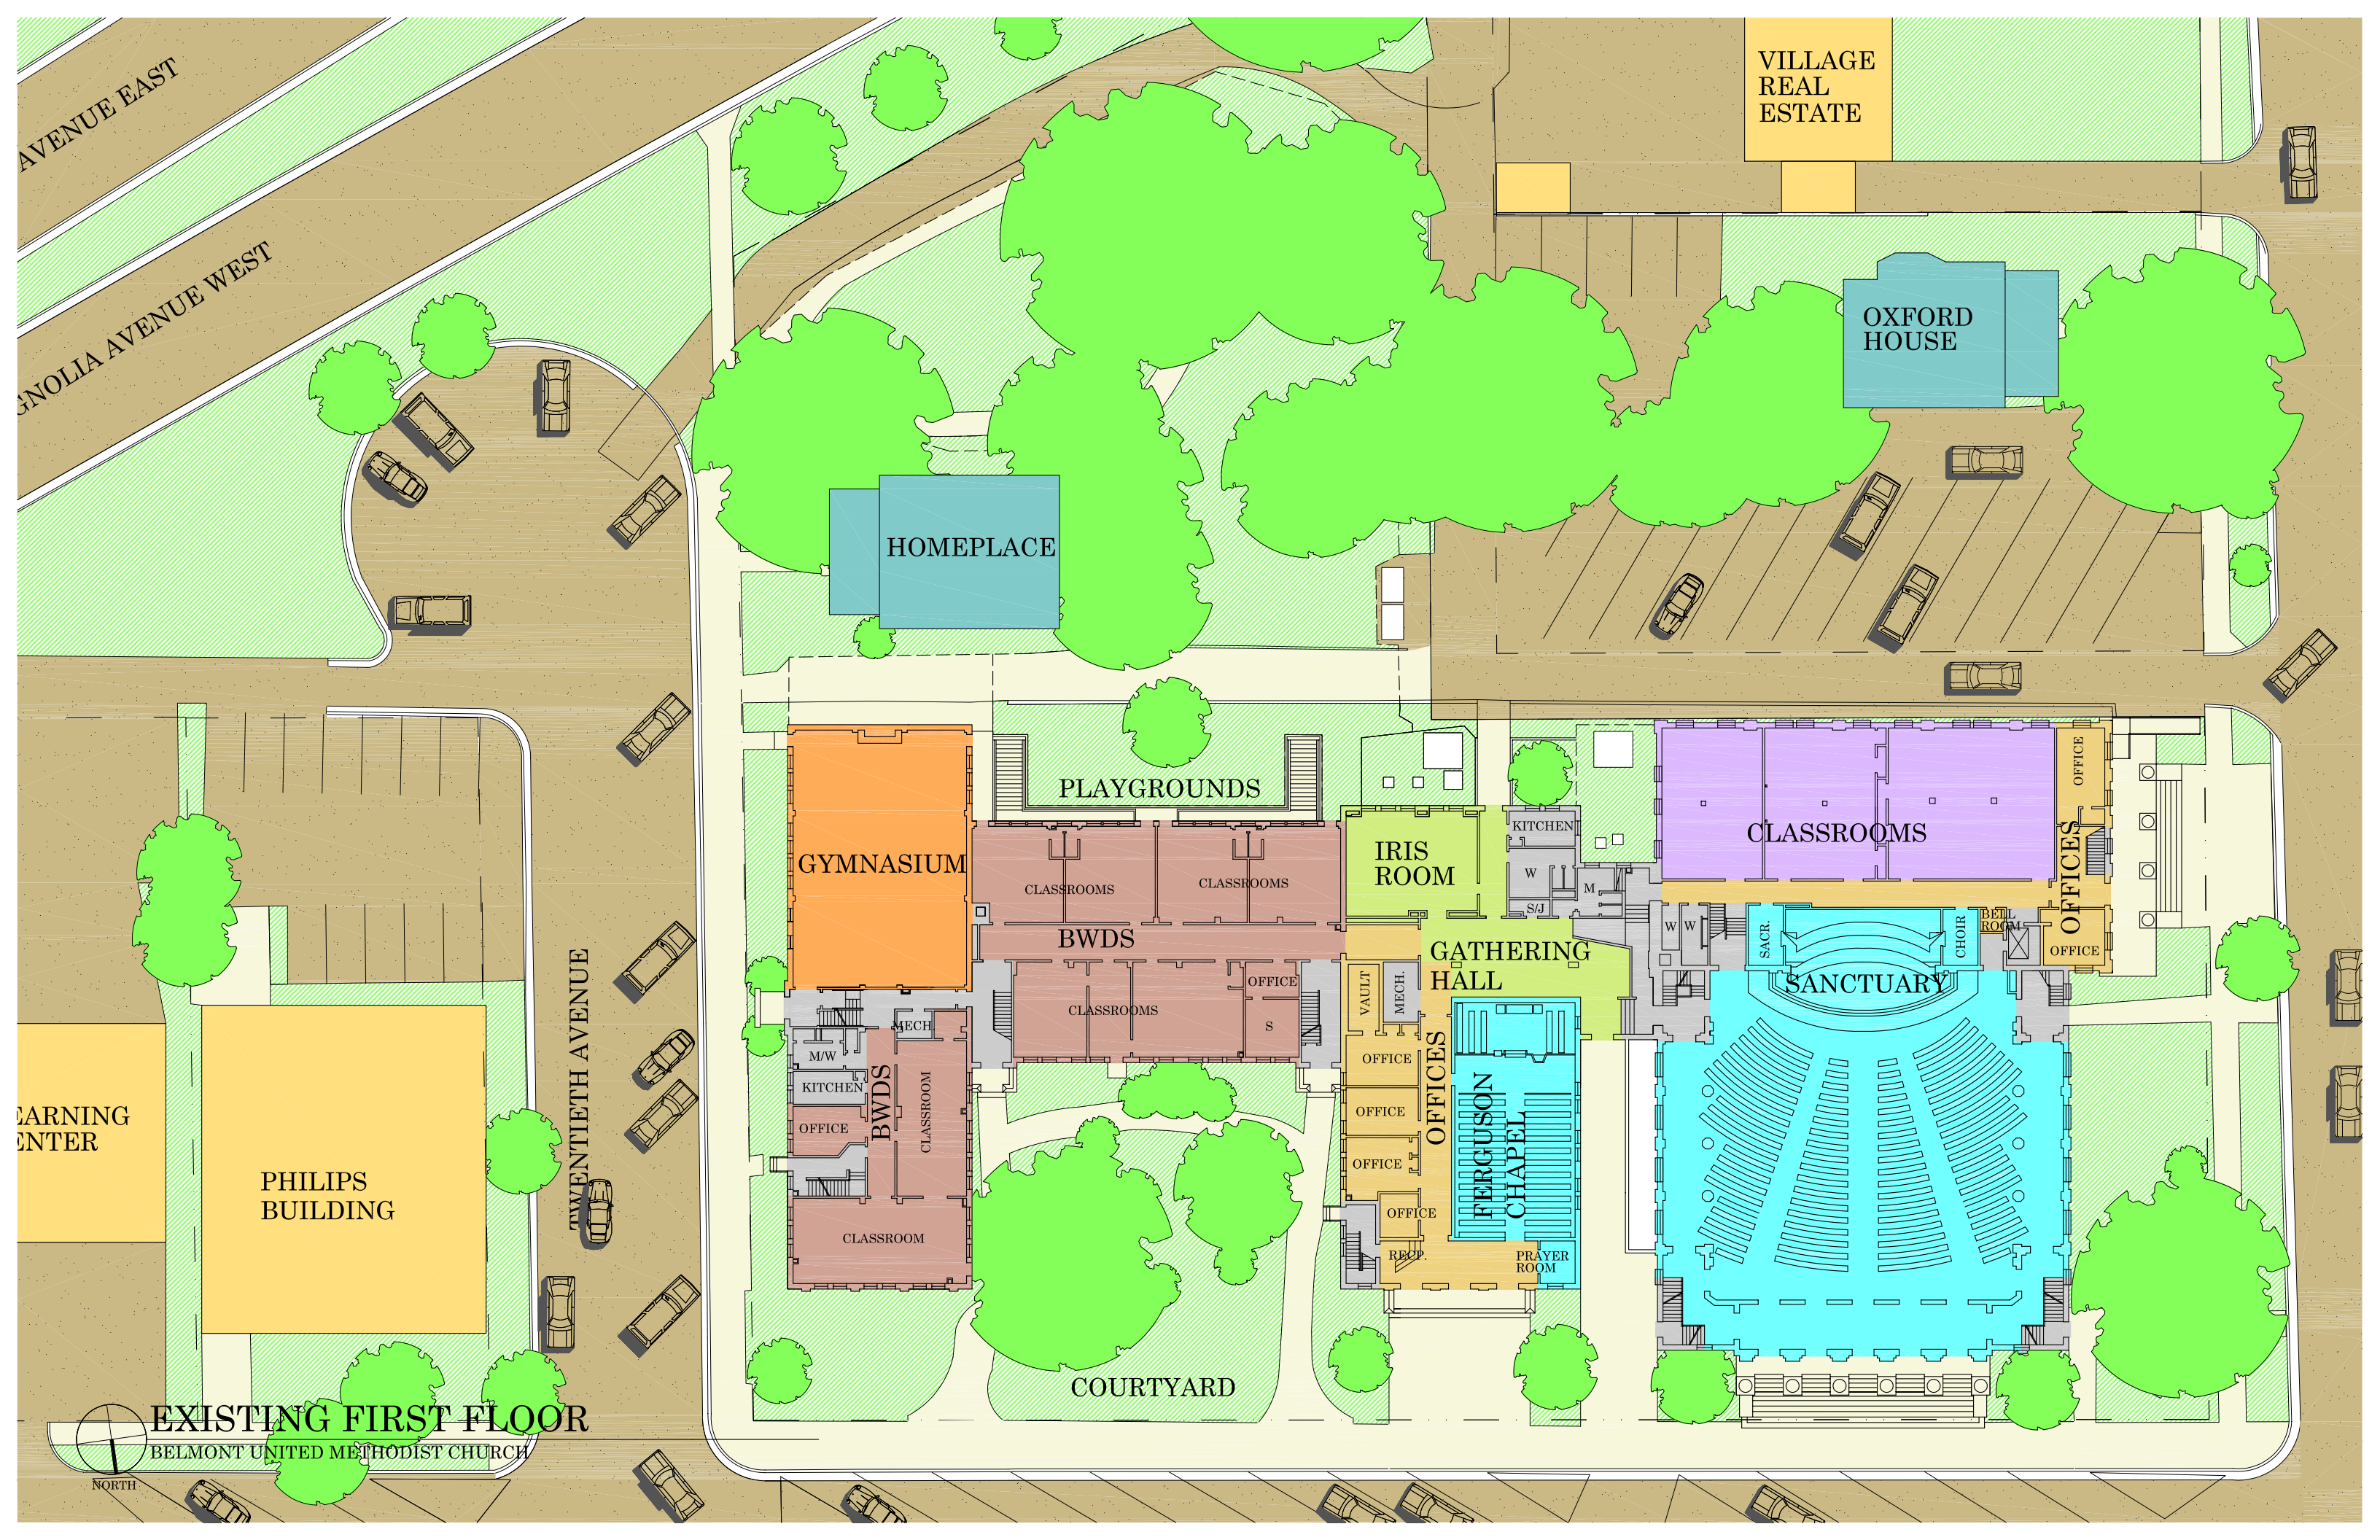 AVENUE EAST
GNOLIA AVENUE WEST
VILLAGE
REAL
ESTATE
OXFORD
HOUSE
HOMEPLACE
PLAYGROUNDS
GYMNASIUM
CLASSROOMS
CLASSROOMS
BWDS
CLASSROOMS
OFFICE
S
IRIS
ROOM
KITCHEN
W
S/J
M
GATHERING
HALL
VAULT
MECH.
OFFICES
OFFICE
OFFICE
OFFICE
OFFICE
RECP.
FERGUSON
CHAPEL
PRAYER
ROOM
CLASSROOMS
OFFICE
OFFICES
OFFICE
BELL
ROOM
W
W
SACR.
CHOIR
SANCTUARY
MECH.
M/W
KITCHEN
OFFICE
BWDS
CLASSROOM
CLASSROOM
COURTYARD
TWENTIETH AVENUE
EARNING
ENTER
PHILIPS
BUILDING
EXISTING FIRST FLOOR
BELMONT UNITED METHODIST CHURCH
NORTH